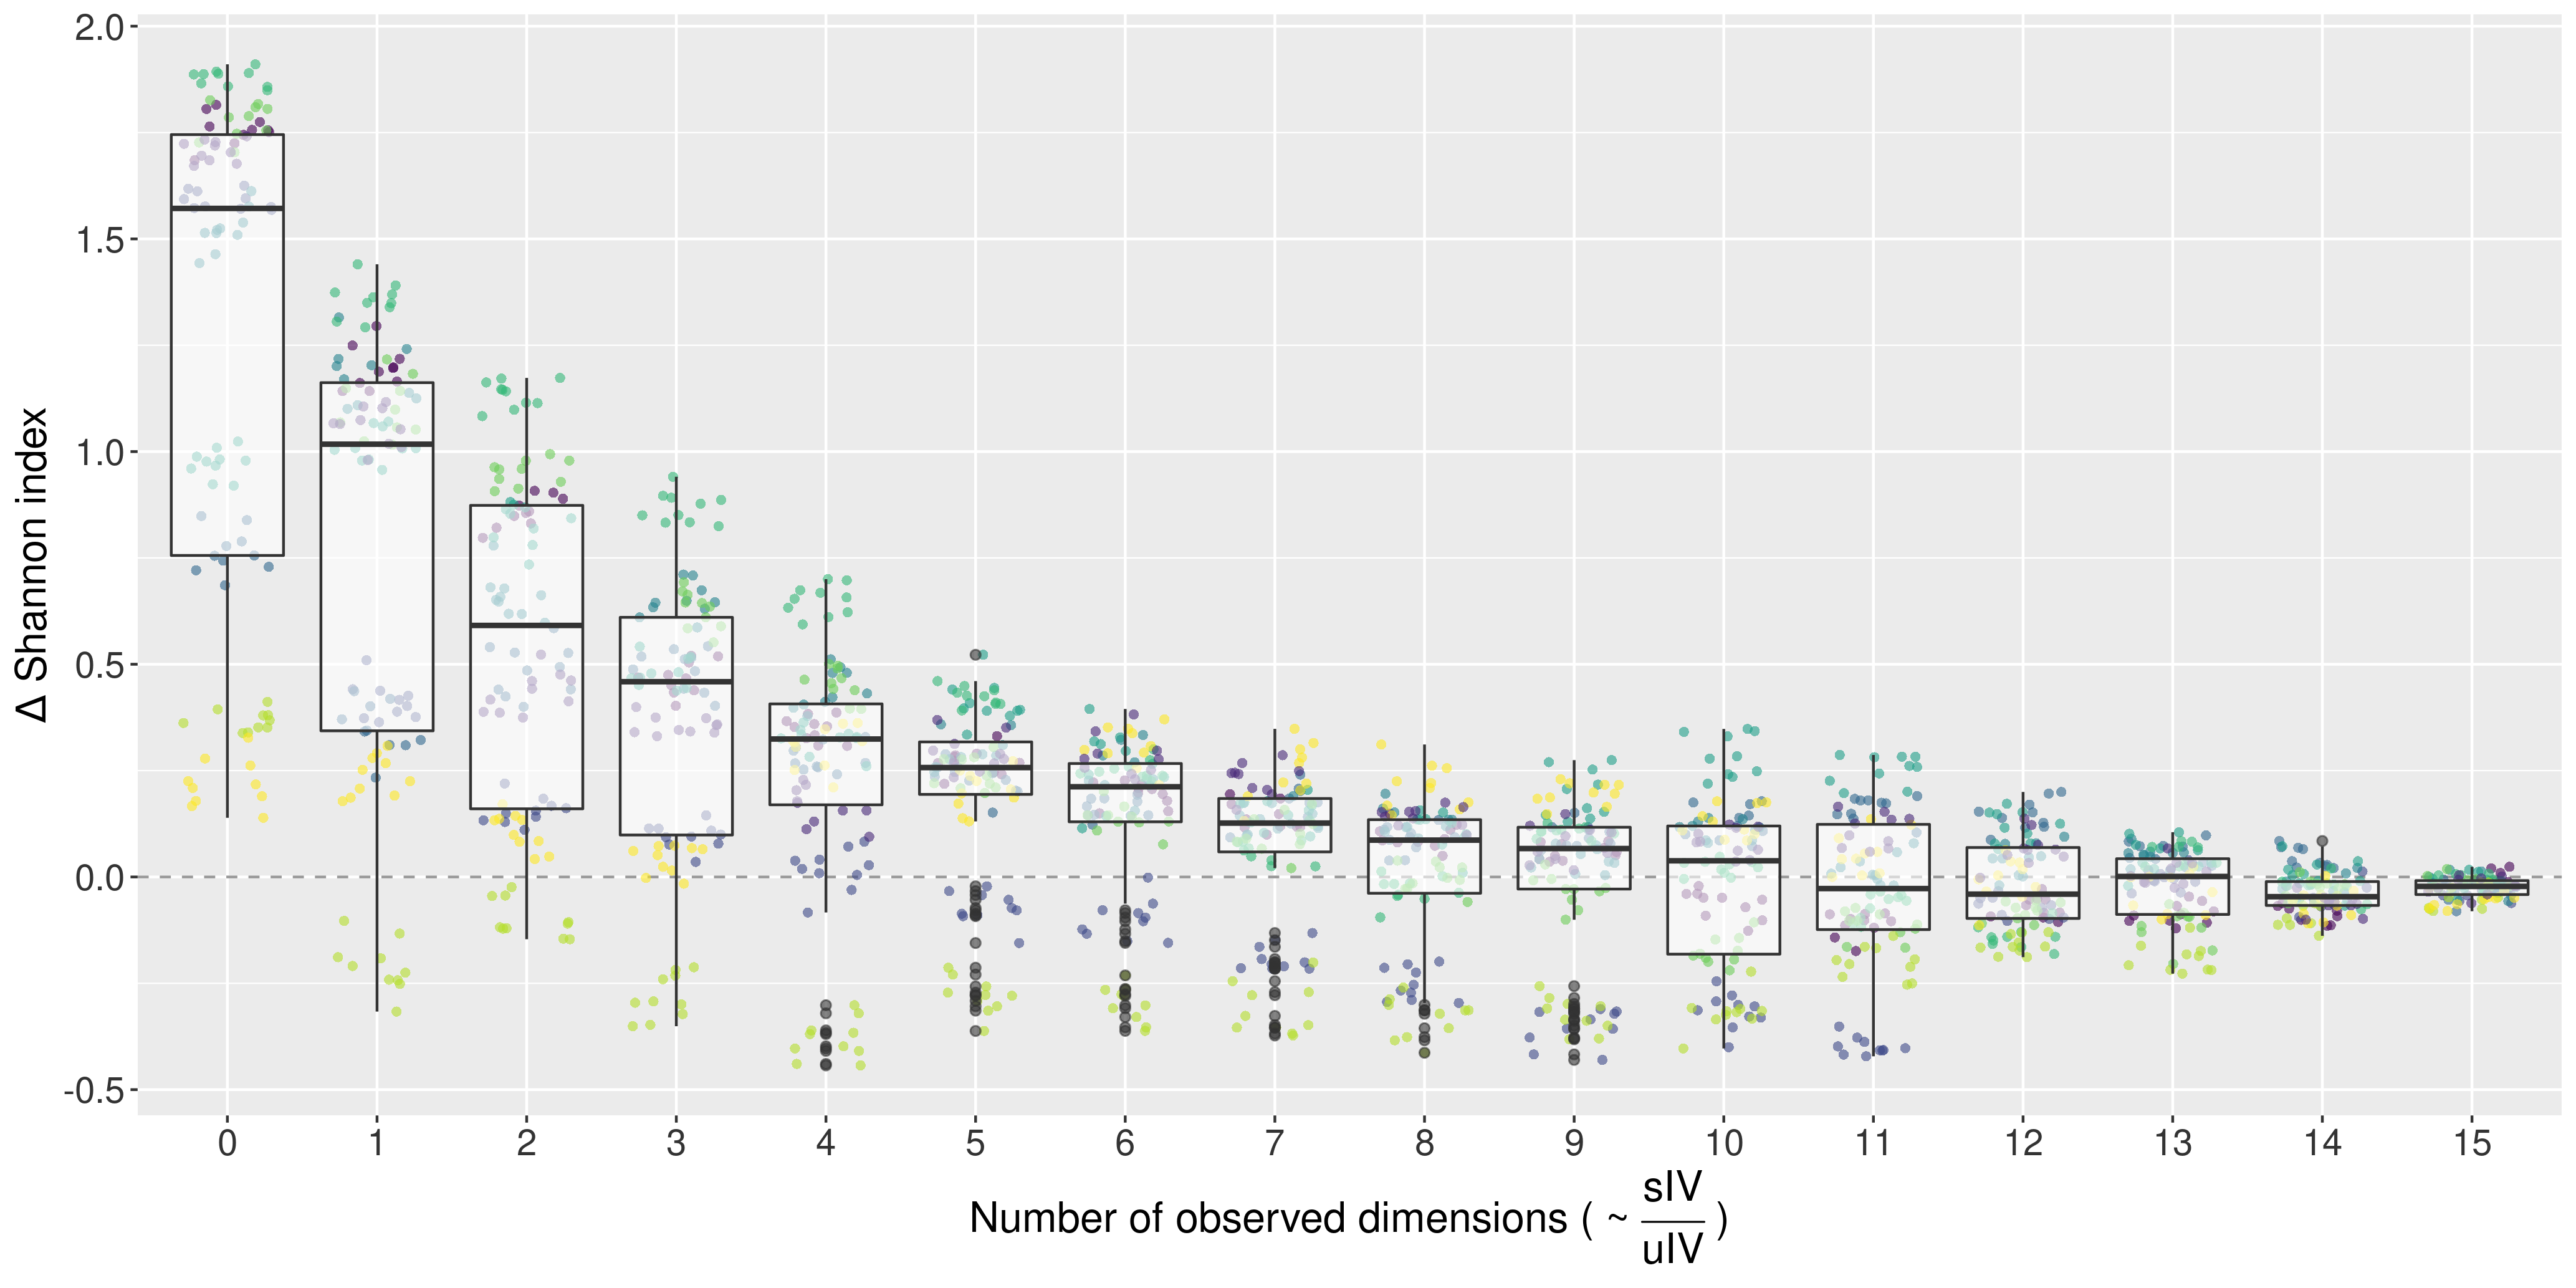 2.0
1.5
1.0
0.5
0.0
-0.5
Δ Shannon index
0 1 2 3 4 5 6 7 8 9 10 11 12 13 14 15
Number of observed dimensions ( ~ sIV
uIV )